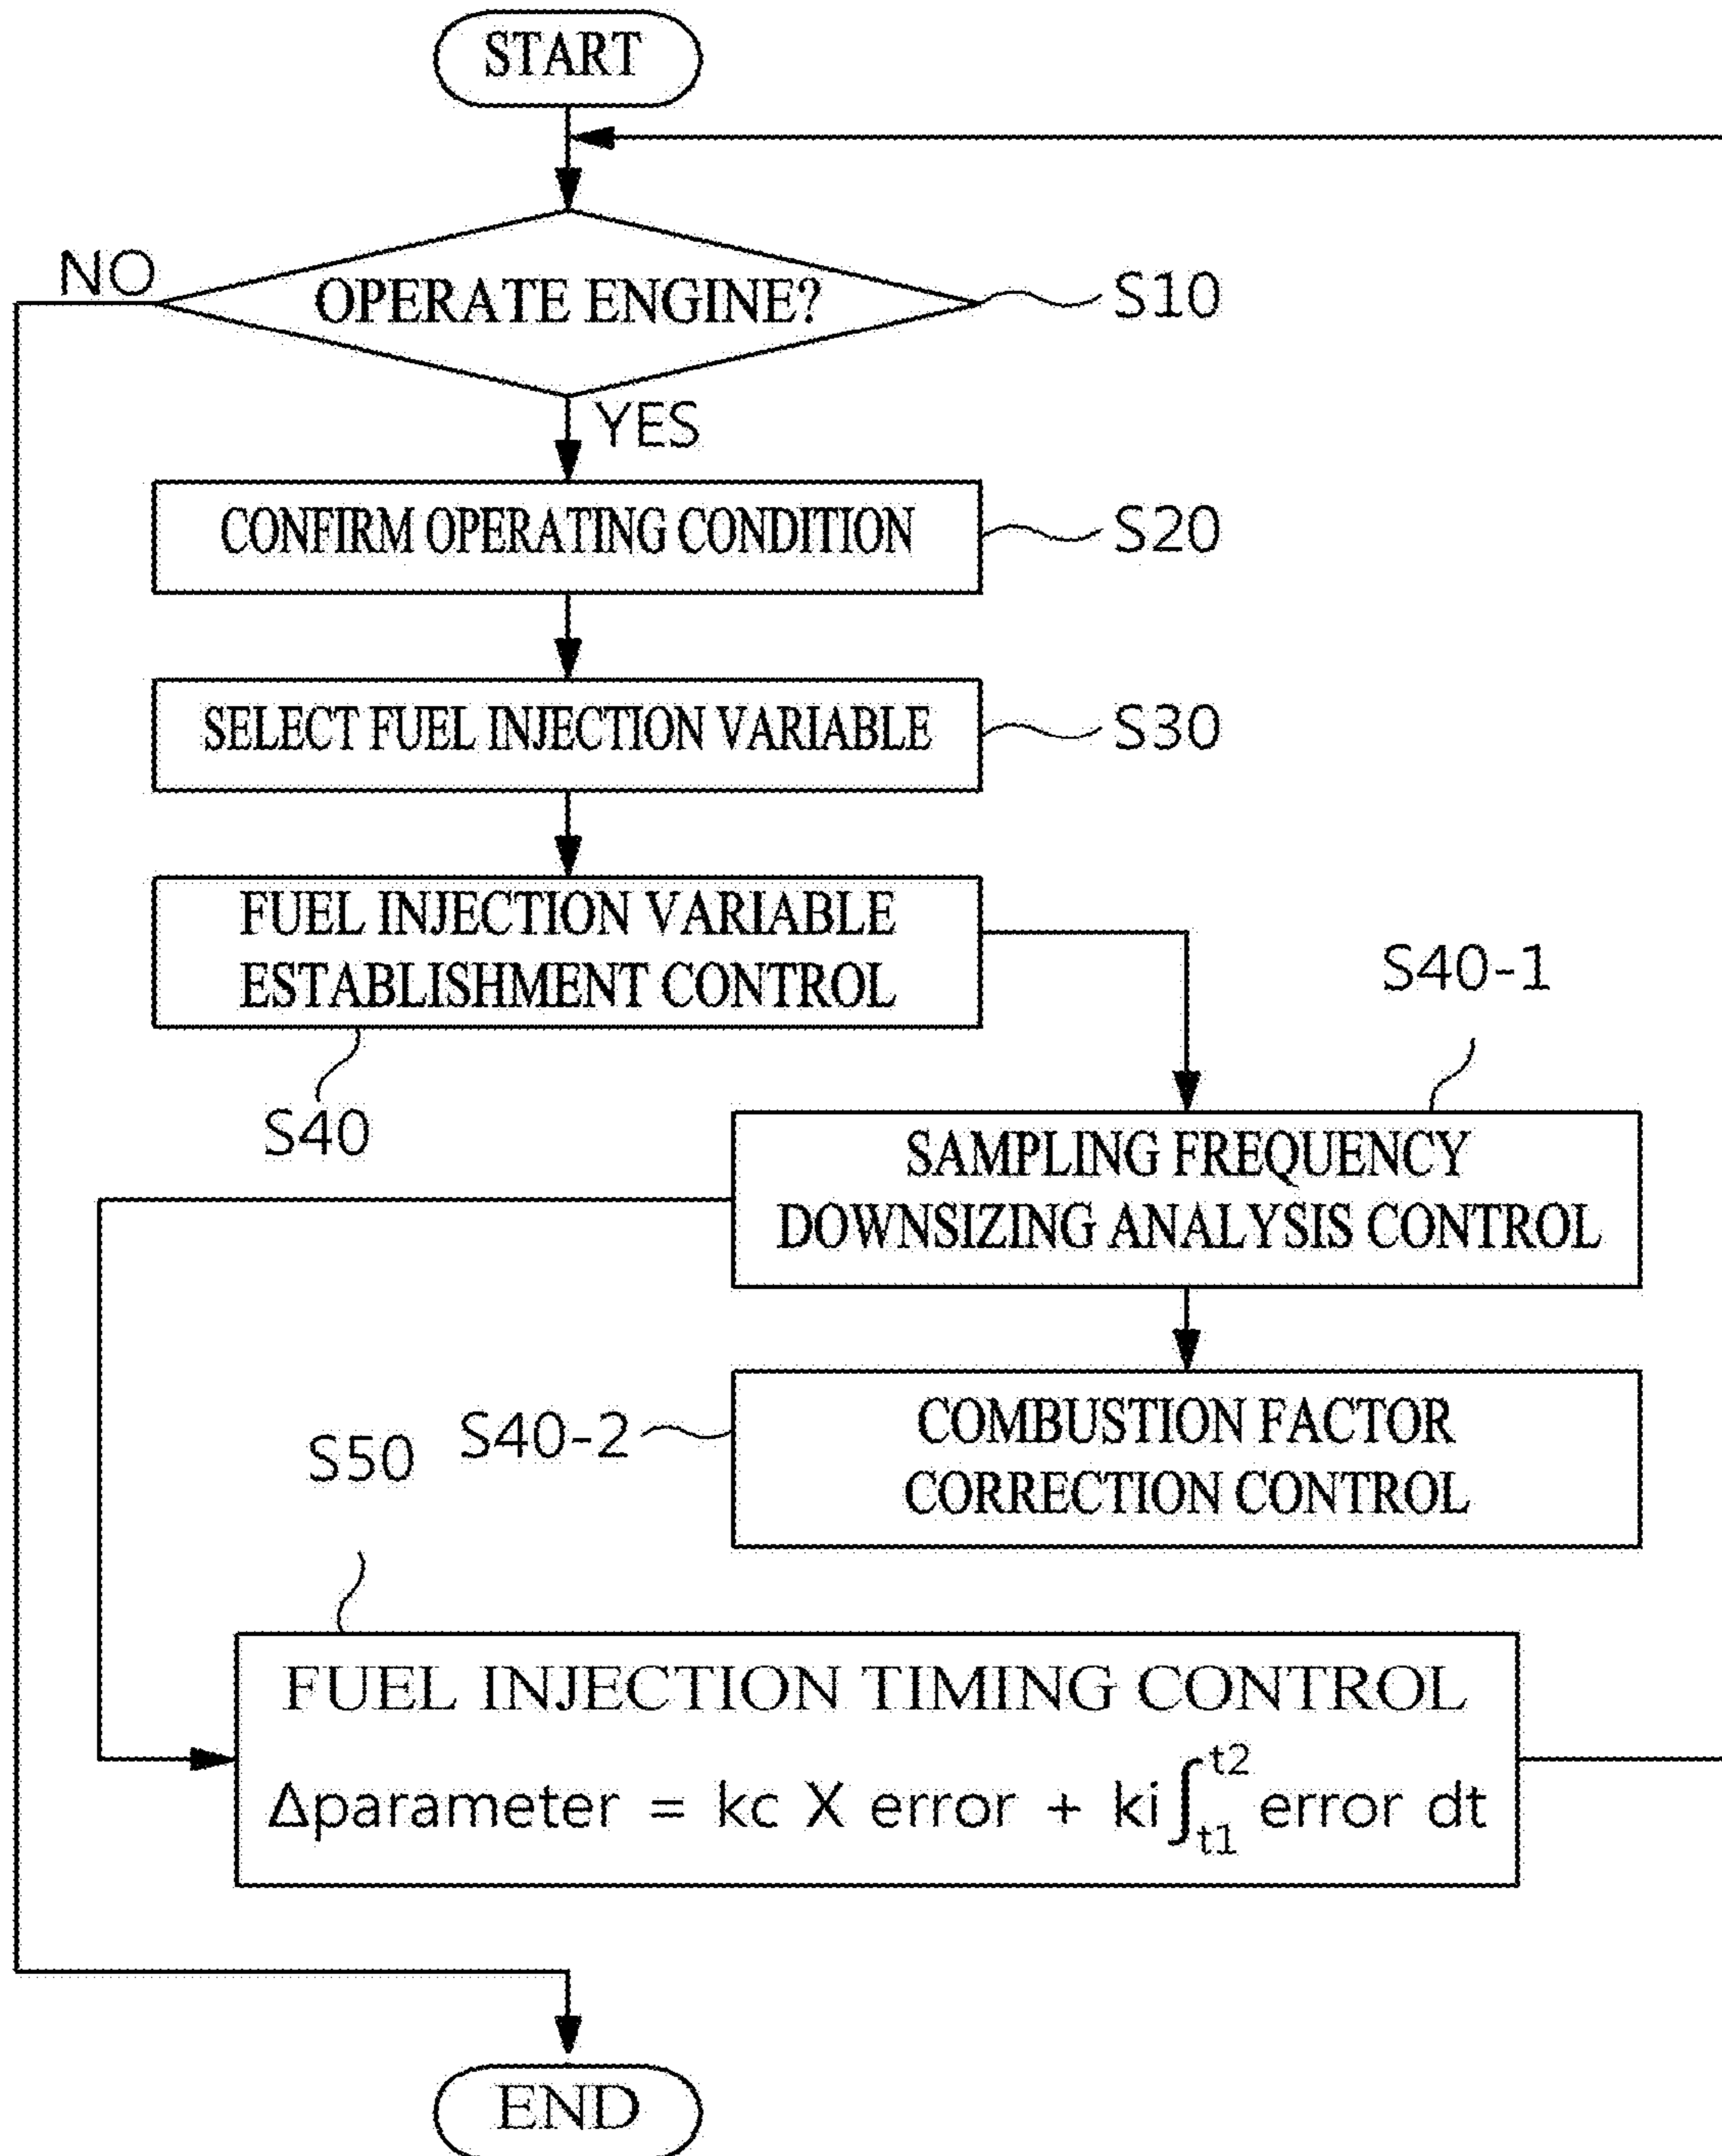 START
NO
OPERATE ENGINE?
S10
YES
CONFIRM OPERATING CONDITION
S20
SELECT FUEL INJECTION VARIABLE
S30
FUEL INJECTION VARIABLE
ESTABLISHMENT CONTROL
S40
S40-1
SAMPLING FREQUENCY
DOWNSIZING ANALYSIS CONTROL
S40-2
COMBUSTION FACTOR
CORRECTION CONTROL
S50
FUEL INJECTION TIMING CONTROL
Δparameter = kc X error + ki∫t1t2 error dt
END